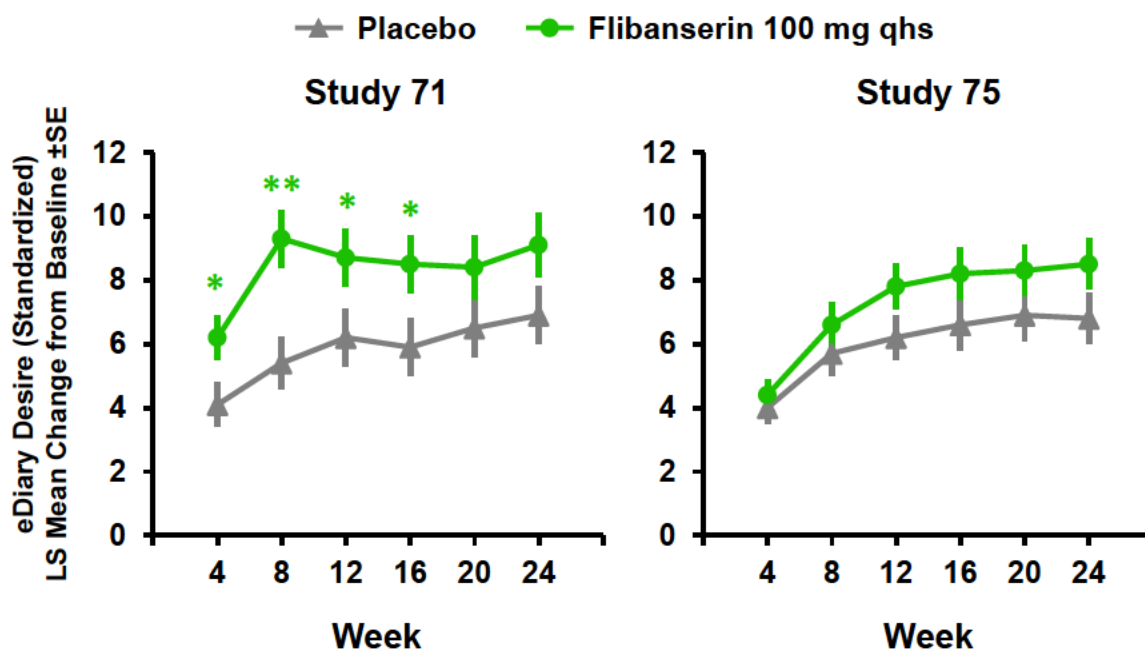 Placebo Flibanserin 100 mg qhs
Study 71
Study 75
eDiary Desire (Standardized)
LS Mean Change from Baseline ±SE
12
10
8
6
4
2
0
*
**
*
*
4 8 12 16 20 24
Week
12
10
8
6
4
2
0
4 8 12 16 20 24
Week